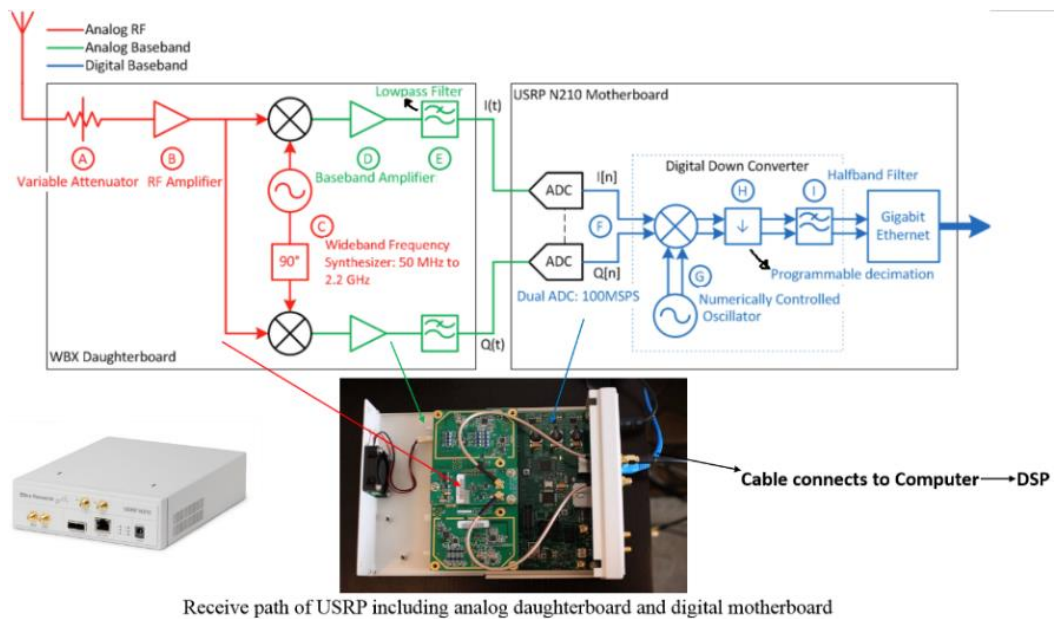 Analog RF
Analog Baseband
Digital Baseband
Lowpass Filter
I(t)
USRP N210 Motherboard
A
Variable Attenuator
B
RF Amplifier
D
E
Baseband Amplifier
C
Wideband Frequency
Synthesizer: 50 MHz to
2.2 GHz
90°
Q(t)
WBX Daughterboard
ADC
I[n]
F
ADC
Q[n]
Dual ADC: 100MSPS
Digital Down Converter
H
I
Halfband Filter
↓
Gigabit
Ethernet
Programmable decimation
G
Numerically Controlled
Oscillator
USRP N210
Cable connects to Computer → DSP
Receive path of USRP including analog daughterboard and digital motherboard